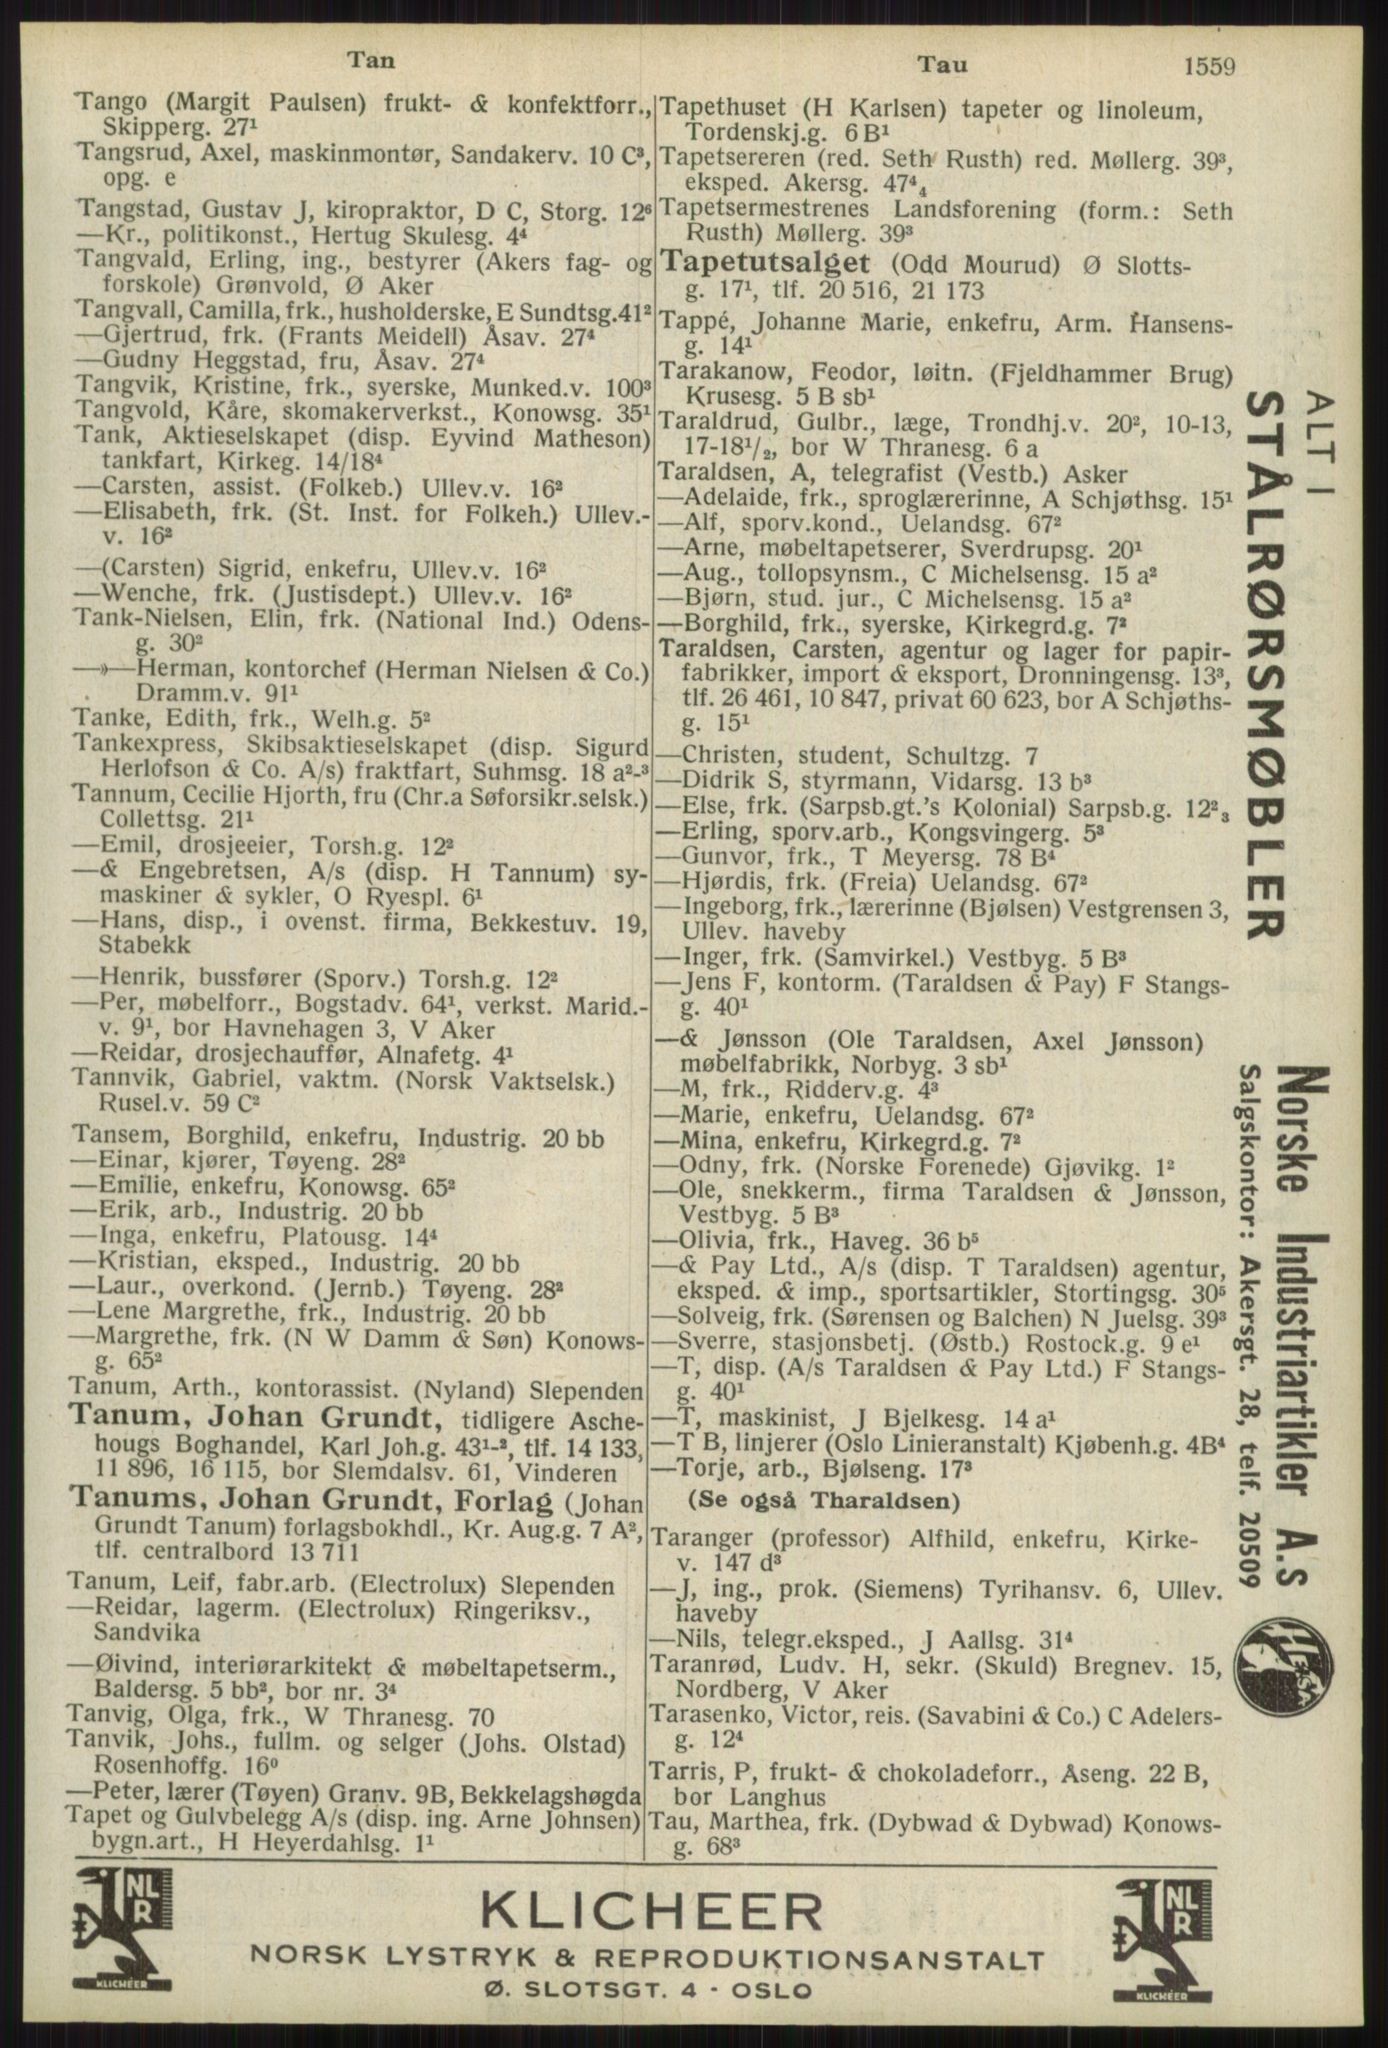 Tan
Tau
1559
Tango (Margit Paulsen) frukt- & konfektforr.,
Skipperg. 27¹
Tangsrud, Axel, maskinmontør, Sandakerv. 10 C³,
opg. e
Tangstad, Gustav J, kiropraktor, D C, Storg. 12⁶
—Kr., politikonst., Hertug Skulesg. 4⁴
Tangvald, Erling, ing., bestyrer (Akers fag- og
forskole) Grønvold, Ø Aker
Tangvall, Camilla, frk., husholderske, E Sundtsg.41²
—Gjertrud, frk. (Frants Meidell) Åsav. 27⁴
—Gudny Heggstad, fru, Åsav. 27⁴
Tangvik, Kristine, frk., syerske, Munked.v. 100³
Tangvold, Kåre, skomakerverkst., Konowsg. 35¹
Tank, Aktieselskapet (disp. Eyvind Matheson)
tankfart, Kirkeg. 14/18⁴
—Carsten, assist. (Folkeb.) Ullev.v. 16²
—Elisabeth, frk. (St. Inst. for Folkeh.) Ullev.-
v. 16²
—(Carsten) Sigrid, enkefru, Ullev.v. 16²
—Wenche, frk. (Justisdept.) Ullev.v. 16²
Tank-Nielsen, Elin, frk. (National Ind.) Odens-
g. 30²
—»—Herman, kontorchef (Herman Nielsen & Co.)
Dramm.v. 91¹
Tanke, Edith, frk., Welh.g. 5²
Tankexpress, Skibsaktieselskapet (disp. Sigurd
Herlofson & Co. A/s) fraktfart, Suhmsg. 18 a²-³
Tannum, Cecilie Hjorth, fru (Chr.a Søforsikr.selsk.)
Collettsg. 21¹
—Emil, drosjeeier, Torsh.g. 12²
—& Engebretsen, A/s (disp. H Tannum) sy-
maskiner & sykler, O Ryespl. 6¹
—Hans, disp., i ovenst. firma, Bekkestuv. 19,
Stabekk
—Henrik, bussfører (Sporv.) Torsh.g. 12²
—Per, møbelforr., Bogstadv. 64¹, verkst. Marid.-
v. 9¹, bor Havnehagen 3, V Aker
—Reidar, drosjechauffør, Alnafetg. 4¹
Tannvik, Gabriel, vaktm. (Norsk Vaktselsk.)
Rusel.v. 59 C²
Tansem, Borghild, enkefru, Industrig. 20 bb
—Einar, kjører, Tøyeng. 28²
—Emilie, enkefru, Konowsg. 65²
—Erik, arb., Industrig. 20 bb
—Inga, enkefru, Platousg. 14⁴
—Kristian, eksped., Industrig. 20 bb
—Laur., overkond. (Jernb.) Tøyeng. 28²
—Lene Margrethe, frk., Industrig. 20 bb
—Margrethe, frk. (N W Damm & Søn) Konows-
g. 65²
Tanum, Arth., kontorassist. (Nyland) Slependen
Tanum, Johan Grundt, tidligere Asche-
hougs Boghandel, Karl Joh.g. 43¹-², tlf. 14 133,
11 896, 16 115, bor Slemdalsv. 61, Vinderen
Tanums, Johan Grundt, Forlag (Johan
Grundt Tanum) forlagsbokhdl., Kr. Aug.g. 7 A²,
tlf. centralbord 13 711
Tanum, Leif, fabr.arb. (Electrolux) Slependen
—Reidar, lagerm. (Electrolux) Ringeriksv.,
Sandvika
—Øivind, interiørarkitekt & møbeltapetserm.,
Baldersg. 5 bb², bor nr. 3⁴
Tanvig, Olga, frk., W Thranesg. 70
Tanvik, Johs., fullm. og selger (Johs. Olstad)
Rosenhoffg. 16⁰
—Peter, lærer (Tøyen) Granv. 9B, Bekkelagshøgda
Tapet og Gulvbelegg A/s (disp. ing. Arne Johnsen)
bygn.art., H Heyerdahlsg. 1¹
Tapethuset (H Karlsen) tapeter og linoleum,
Tordenskj.g. 6 B¹
Tapetsereren (red. Seth Rusth) red. Møllerg. 39³,
eksped. Akersg. 47⁴₄
Tapetsermestrenes Landsforening (form.: Seth
Rusth) Møllerg. 39³
Tapetutsalget (Odd Mourud) Ø Slotts-
g. 17¹, tlf. 20 516, 21 173
Tappé, Johanne Marie, enkefru, Arm. Hansens-
g. 14¹
Tarakanow, Feodor, løitn. (Fjeldhammer Brug)
Krusesg. 5 B sb¹
Taraldrud, Gulbr., læge, Trondhj.v. 20², 10-13,
17-18¹/₂, bor W Thranesg. 6 a
Taraldsen, A, telegrafist (Vestb.) Asker
—Adelaide, frk., sproglærerinne, A Schjøthsg. 15¹
—Alf, sporv.kond., Uelandsg. 67²
—Arne, møbeltapetserer, Sverdrupsg. 20¹
—Aug., tollopsynsm., C Michelsensg. 15 a²
—Bjørn, stud. jur., C Michelsensg. 15 a²
—Borghild, frk., syerske, Kirkegrd.g. 7²
Taraldsen, Carsten, agentur og lager for papir-
fabrikker, import & eksport, Dronningensg. 13³,
tlf. 26 461, 10 847, privat 60 623, bor A Schjøths-
g. 15¹
—Christen, student, Schultzg. 7
—Didrik S, styrmann, Vidarsg. 13 b³
—Else, frk. (Sarpsb.gt.'s Kolonial) Sarpsb.g. 12²₃
—Erling, sporv.arb., Kongsvingerg. 5³
—Gunvor, frk., T Meyersg. 78 B⁴
—Hjørdis, frk. (Freia) Uelandsg. 67²
—Ingeborg, frk., lærerinne (Bjølsen) Vestgrensen 3,
Ullev. haveby
—Inger, frk. (Samvirkel.) Vestbyg. 5 B³
—Jens F, kontorm. (Taraldsen & Pay) F Stangs-
g. 40¹
—& Jønsson (Ole Taraldsen, Axel Jønsson)
møbelfabrikk, Norbyg. 3 sb¹
—M, frk., Ridderv.g. 4³
—Marie, enkefru, Uelandsg. 67²
—Mina, enkefru, Kirkegrd.g. 7²
—Odny, frk. (Norske Forenede) Gjøvikg. 1²
—Ole, snekkerm., firma Taraldsen & Jønsson,
Vestbyg. 5 B³
—Olivia, frk., Haveg. 36 b⁵
—& Pay Ltd., A/s (disp. T Taraldsen) agentur,
eksped. & imp., sportsartikler, Stortingsg. 30⁵
—Solveig, frk. (Sørensen og Balchen) N Juelsg. 39³
—Sverre, stasjonsbetj. (Østb.) Rostock.g. 9 e¹
—T, disp. (A/s Taraldsen & Pay Ltd.) F Stangs-
g. 40¹
—T, maskinist, J Bjelkesg. 14 a¹
—T B, linjerer (Oslo Linieranstalt) Kjøbenh.g. 4B⁴
—Torje, arb., Bjølseng. 17³
(Se også Tharaldsen)
Taranger (professor) Alfhild, enkefru, Kirke-
v. 147 d³
—J, ing., prok. (Siemens) Tyrihansv. 6, Ullev.
haveby
—Nils, telegr.eksped., J Aallsg. 31⁴
Taranrød, Ludv. H, sekr. (Skuld) Bregnev. 15,
Nordberg, V Aker
Tarasenko, Victor, reis. (Savabini & Co.) C Adelers-
g. 12⁴
Tarris, P, frukt- & chokoladeforr., Aseng. 22 B,
bor Langhus
Tau, Marthea, frk. (Dybwad & Dybwad) Konows-
g. 68³
ALT I
STÅLRØRSMØBLER
Norske Industriartikler A.S
Salgskontor: Akersgt. 28, telf. 20509
NLR
KLICHEER
KLICHEER
NORSK LYSTRYK & REPRODUKTIONSANSTALT
Ø. SLOTSGT. 4 · OSLO
NLR
KLICHEER